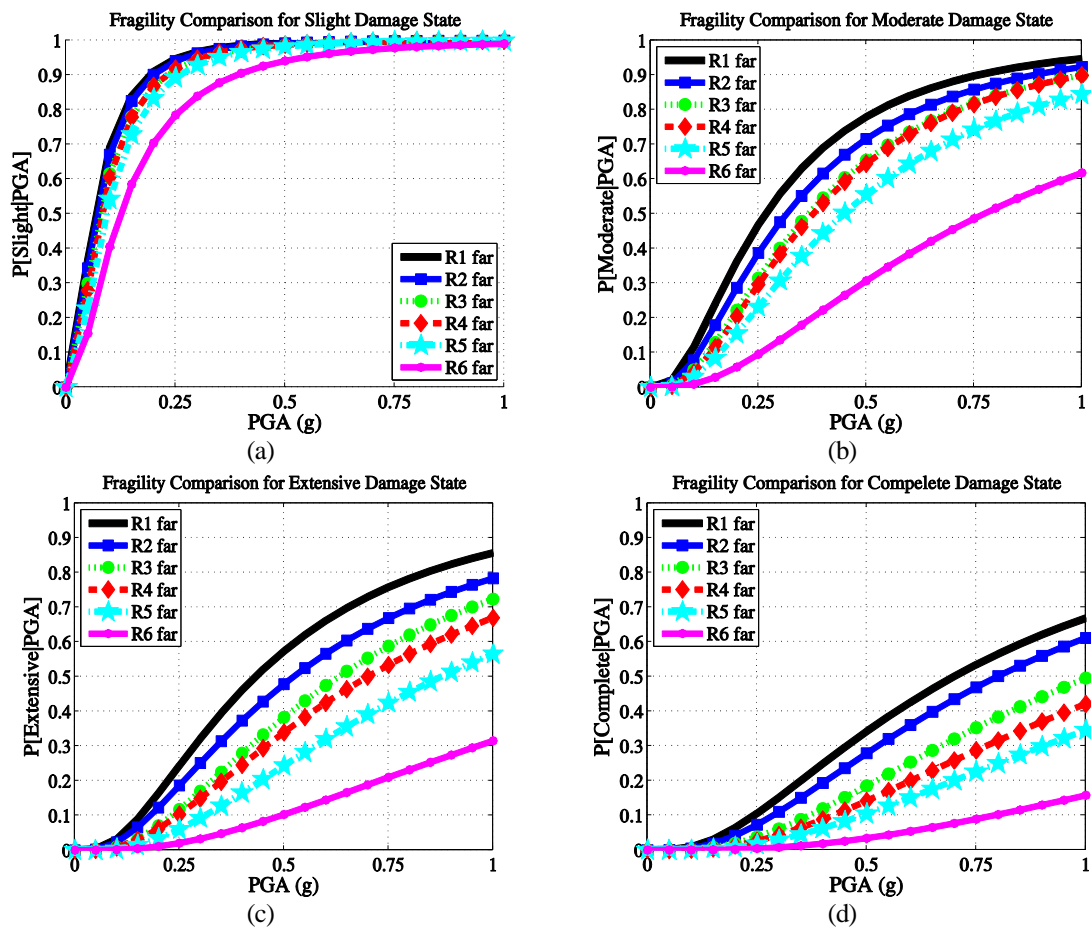 Fragility Comparison for Slight Damage State
P[Slight|PGA]
1
0.9
0.8
0.7
0.6
0.5
0.4
0.3
0.2
0.1
0
R1 far
R2 far
R3 far
R4 far
R5 far
R6 far
0 0.25 0.5 0.75 1
PGA (g)
(a)
Fragility Comparison for Moderate Damage State
P[Moderate|PGA]
1
0.9
0.8
0.7
0.6
0.5
0.4
0.3
0.2
0.1
0
R1 far
R2 far
R3 far
R4 far
R5 far
R6 far
0 0.25 0.5 0.75 1
PGA (g)
(b)
Fragility Comparison for Extensive Damage State
P[Extensive|PGA]
1
0.9
0.8
0.7
0.6
0.5
0.4
0.3
0.2
0.1
0
R1 far
R2 far
R3 far
R4 far
R5 far
R6 far
0 0.25 0.5 0.75 1
PGA (g)
(c)
Fragility Comparison for Compelete Damage State
P[Complete|PGA]
1
0.9
0.8
0.7
0.6
0.5
0.4
0.3
0.2
0.1
0
R1 far
R2 far
R3 far
R4 far
R5 far
R6 far
0 0.25 0.5 0.75 1
PGA (g)
(d)